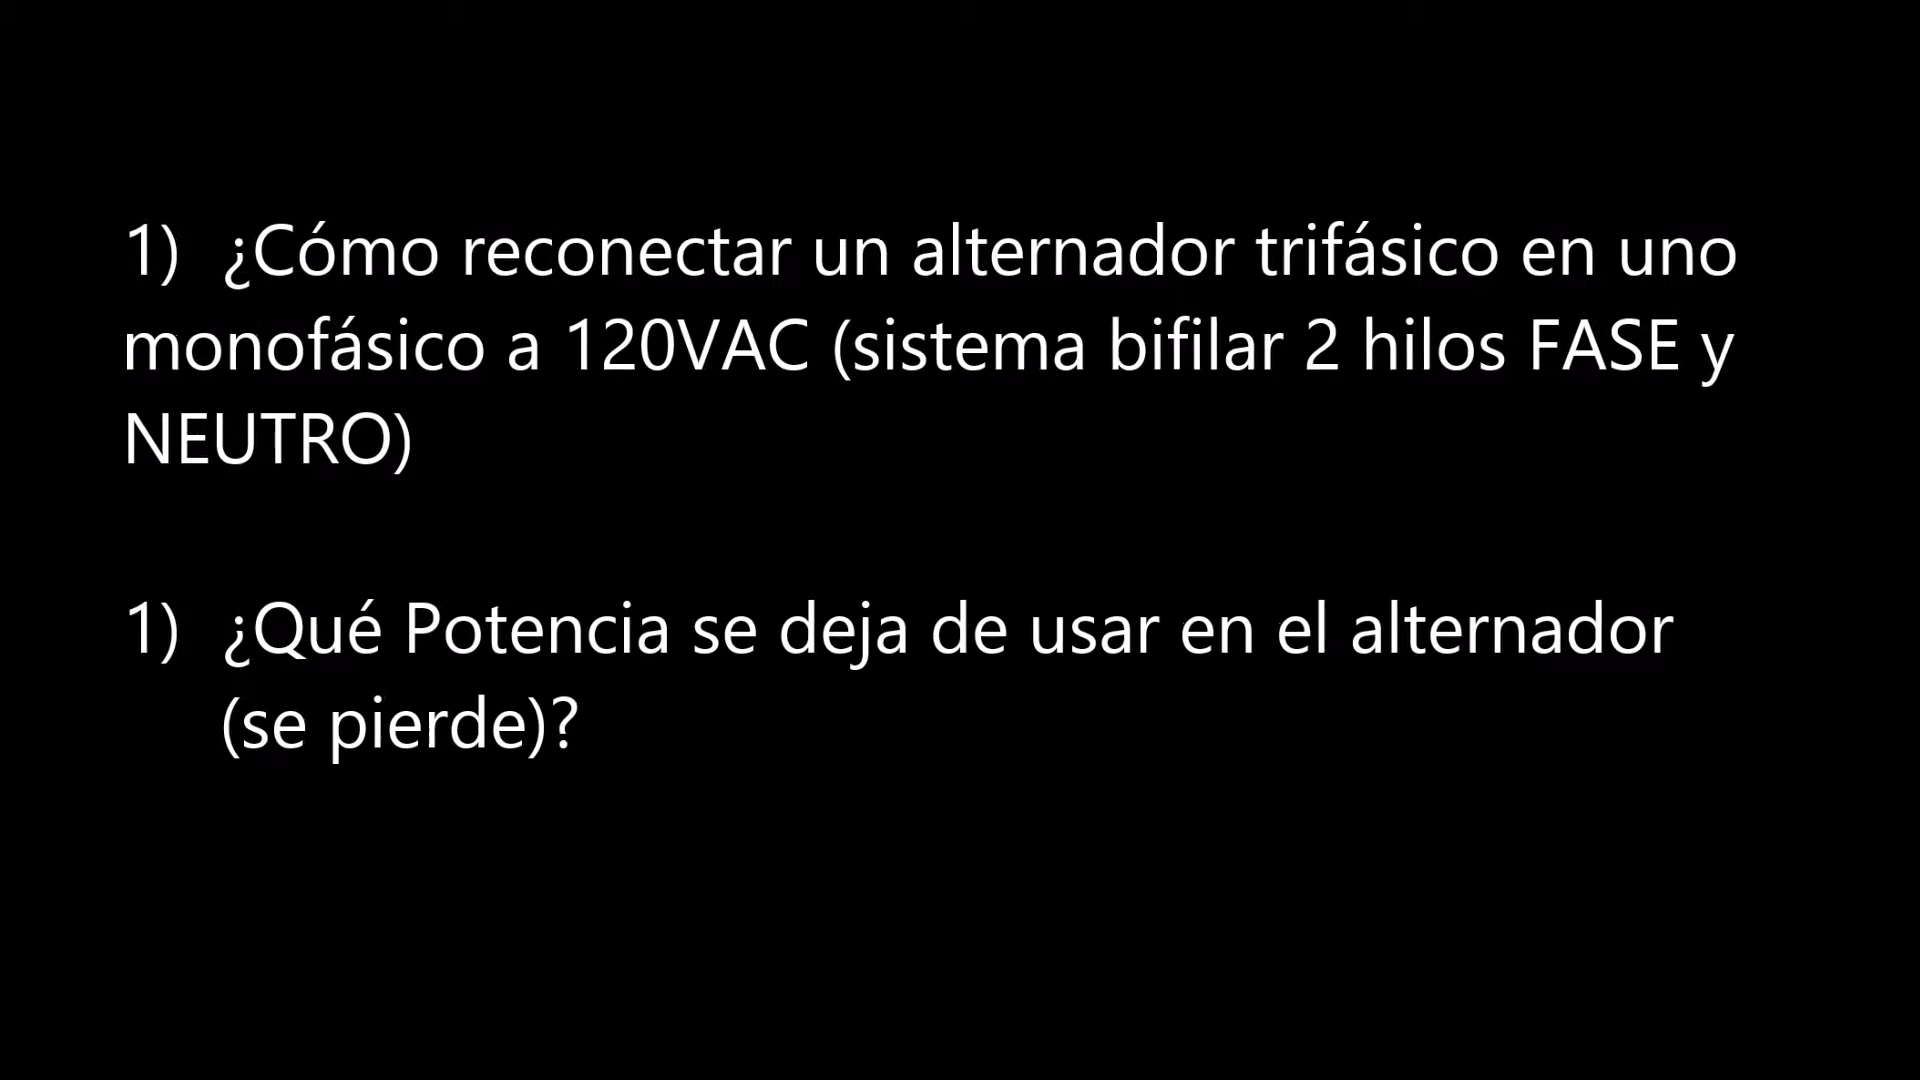 1) ¿Cómo reconectar un alternador trifásico en uno
monofásico a 120VAC (sistema bifilar 2 hilos FASE y
NEUTRO)
1) ¿Qué Potencia se deja de usar en el alternador
(se pierde)?